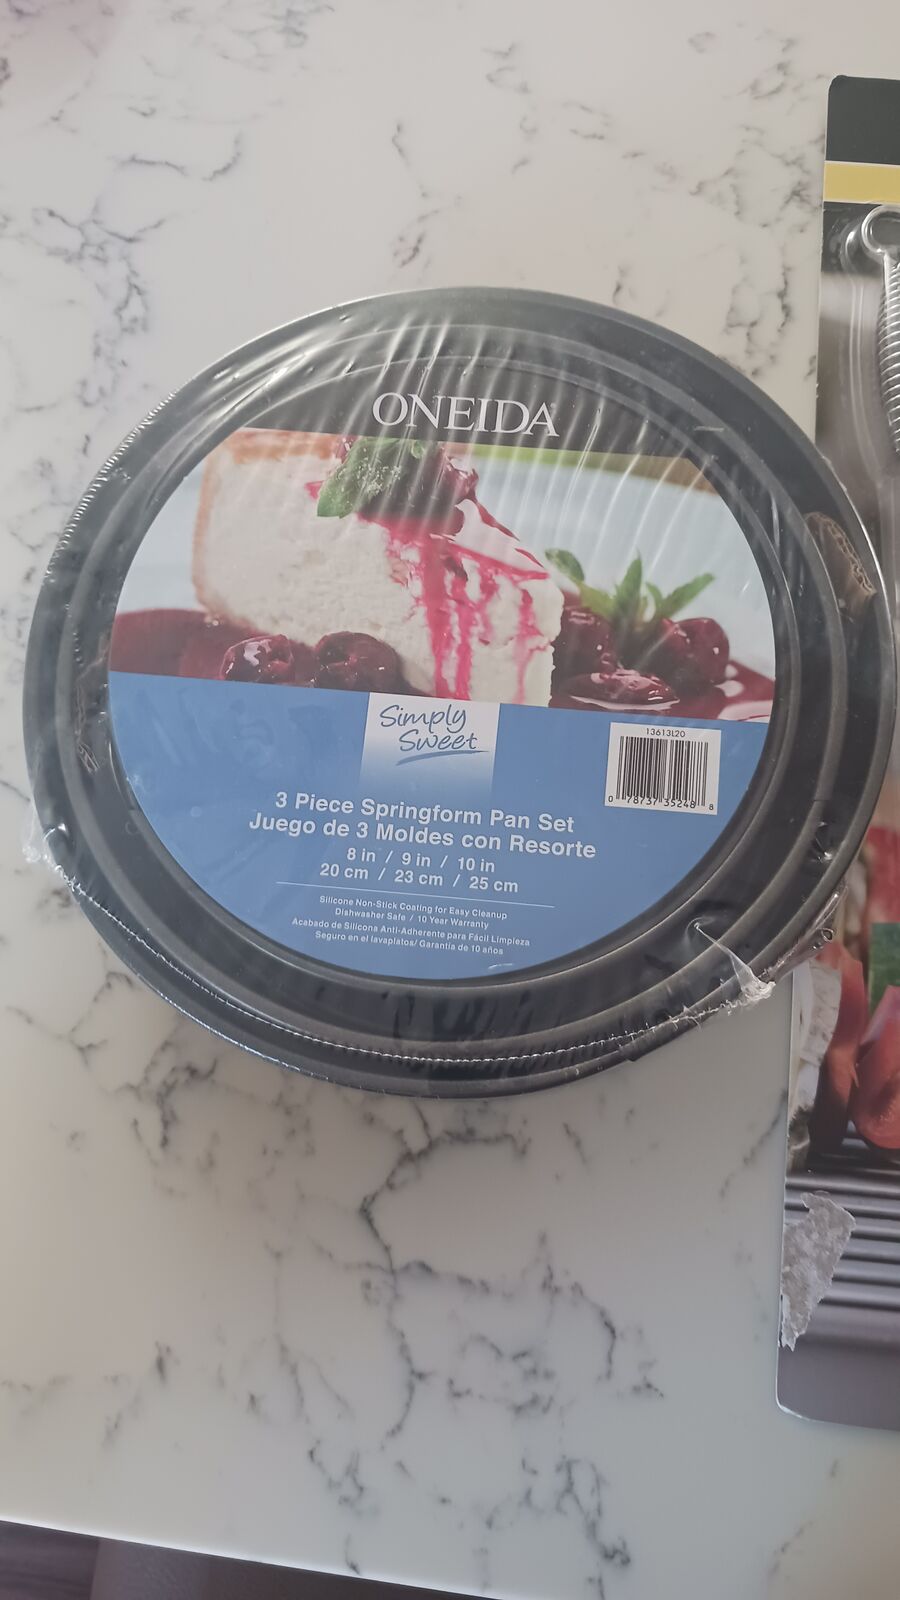 ONEIDA
Simply
Sweet
13613L20
0 78737 35248 8
3 Piece Springform Pan Set
Juego de 3 Moldes con Resorte
8 in / 9 in / 10 in
20 cm / 23 cm / 25 cm
Silicone Non-Stick Coating for Easy Cleanup
Dishwasher Safe / 10 Year Warranty
Acabado de Silicona Anti-Adherente para Fácil Limpieza
Seguro en el lavaplatos/ Garantía de 10 años